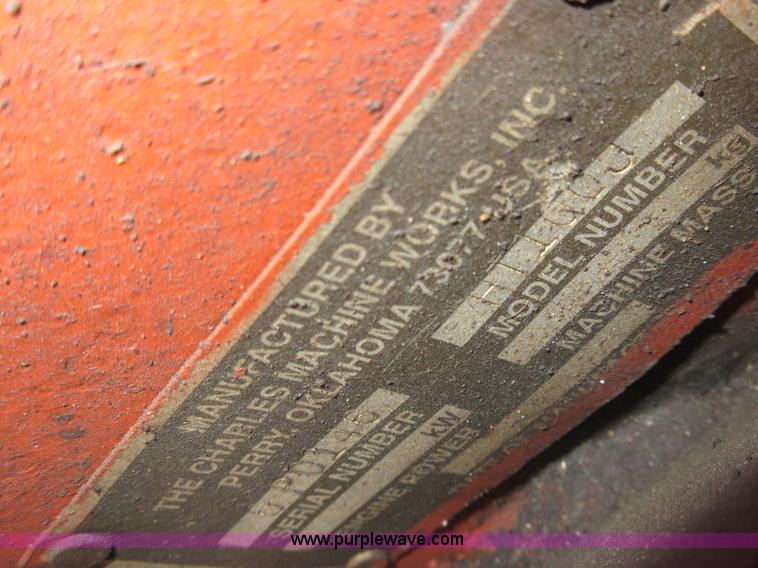 MANUFACTURED BY
THE CHARLES MACHINE WORKS, INC.
PERRY, OKLAHOMA 73077 USA
SERIAL NUMBER
MODEL NUMBER
KW
ENGINE POWER
kg
MACHINE MASS
www.purplewave.com